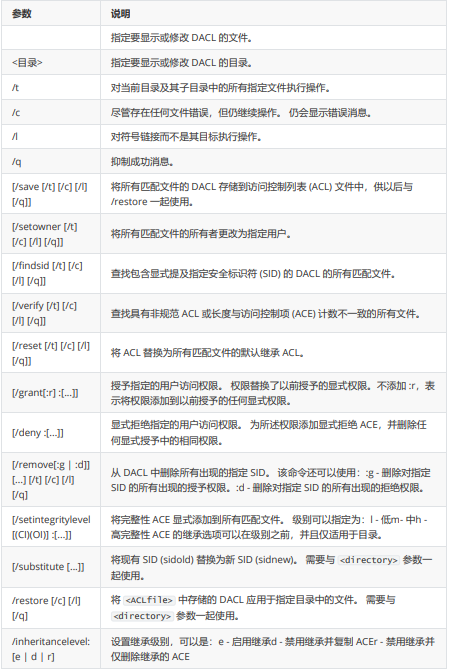 参数 说明
指定要显示或修改 DACL 的文件。
<目录> 指定要显示或修改 DACL 的目录。
/t 对当前目录及其子目录中的所有指定文件执行操作。
/c 尽管存在任何文件错误，但仍继续操作。 仍会显示错误消息。
/l 对符号链接而不是其目标执行操作。
/q 抑制成功消息。
[/save [/t] [/c] [/l]
[/q]]
将所有匹配文件的 DACL 存储到访问控制列表 (ACL) 文件中，供以后与
/restore 一起使用。
[/setowner [/t]
[/c] [/l] [/q]]
将所有匹配文件的所有者更改为指定用户。
[/findsid [/t] [/c]
[/l] [/q]]
查找包含显式提及指定安全标识符 (SID) 的 DACL 的所有匹配文件。
[/verify [/t] [/c]
[/l] [/q]]
查找具有非规范 ACL 或长度与访问控制项 (ACE) 计数不一致的所有文件。
[/reset [/t] [/c] [/l]
[/q]]
将 ACL 替换为所有匹配文件的默认继承 ACL。
[/grant[:r] :[...]]
授予指定的用户访问权限。 权限替换了以前授予的显式权限。不添加 :r，表
示将权限添加到以前授予的任何显式权限。
[/deny :[...]]
显式拒绝指定的用户访问权限。 为所述权限添加显式拒绝 ACE，并删除任
何显式授予中的相同权限。
[/remove[:g | :d]]
[...] [/t] [/c] [/l]
[/q]
从 DACL 中删除所有出现的指定 SID。 该命令还可以使用：:g - 删除对指定
SID 的所有出现的授予权限。:d - 删除对指定 SID 的所有出现的拒绝权限。
[/setintegritylevel
[(CI)(OI)] :[...]]
将完整性 ACE 显式添加到所有匹配文件。 级别可以指定为：l - 低m- 中h -
高完整性 ACE 的继承选项可以在级别之前，并且仅适用于目录。
[/substitute [...]]
将现有 SID (sidold) 替换为新 SID (sidnew)。 需要与 <directory> 参数一
起使用。
/restore [/c] [/l]
[/q]
将 <ACLfile> 中存储的 DACL 应用于指定目录中的文件。 需要与
<directory> 参数一起使用。
/inheritancelevel:
[e | d | r]
设置继承级别，可以是：e - 启用继承d - 禁用继承并复制 ACEr - 禁用继承并
仅删除继承的 ACE